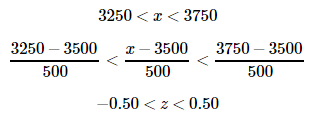 3250 < x < 3750
(3250 − 3500)/500 < (x − 3500)/500 < (3750 − 3500)/500
−0.50 < z < 0.50